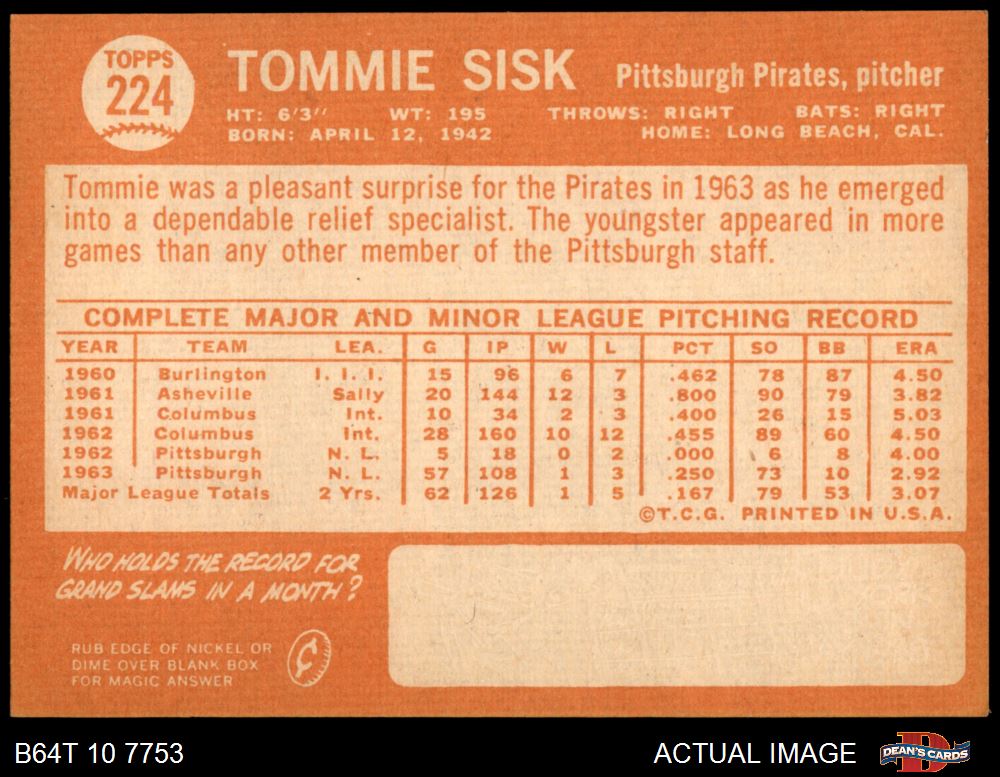 TOPPS
224
TOMMIE SISK Pittsburgh Pirates, pitcher
HT: 6'3" WT: 195 THROWS: RIGHT BATS: RIGHT
BORN: APRIL 12, 1942 HOME: LONG BEACH, CAL.
Tommie was a pleasant surprise for the Pirates in 1963 as he emerged
into a dependable relief specialist. The youngster appeared in more
games than any other member of the Pittsburgh staff.
COMPLETE MAJOR AND MINOR LEAGUE PITCHING RECORD
YEAR TEAM LEA. G IP W L PCT SO BB ERA
1960 Burlington I. I. I. 15 96 6 7 .462 78 87 4.50
1961 Asheville Sally 20 144 12 3 .800 90 79 3.82
1961 Columbus Int. 10 34 2 3 .400 26 15 5.03
1962 Columbus Int. 28 160 10 12 .455 89 60 4.50
1962 Pittsburgh N. L. 5 18 0 2 .000 6 8 4.00
1963 Pittsburgh N. L. 57 108 1 3 .250 73 10 2.92
Major League Totals 2 Yrs. 62 126 1 5 .167 79 53 3.07
©T.C.G. PRINTED IN U.S.A.
WHO HOLDS THE RECORD FOR
GRAND SLAMS IN A MONTH?
RUB EDGE OF NICKEL OR
DIME OVER BLANK BOX
FOR MAGIC ANSWER
B64T 10 7753 ACTUAL IMAGE DEAN'S CARDS